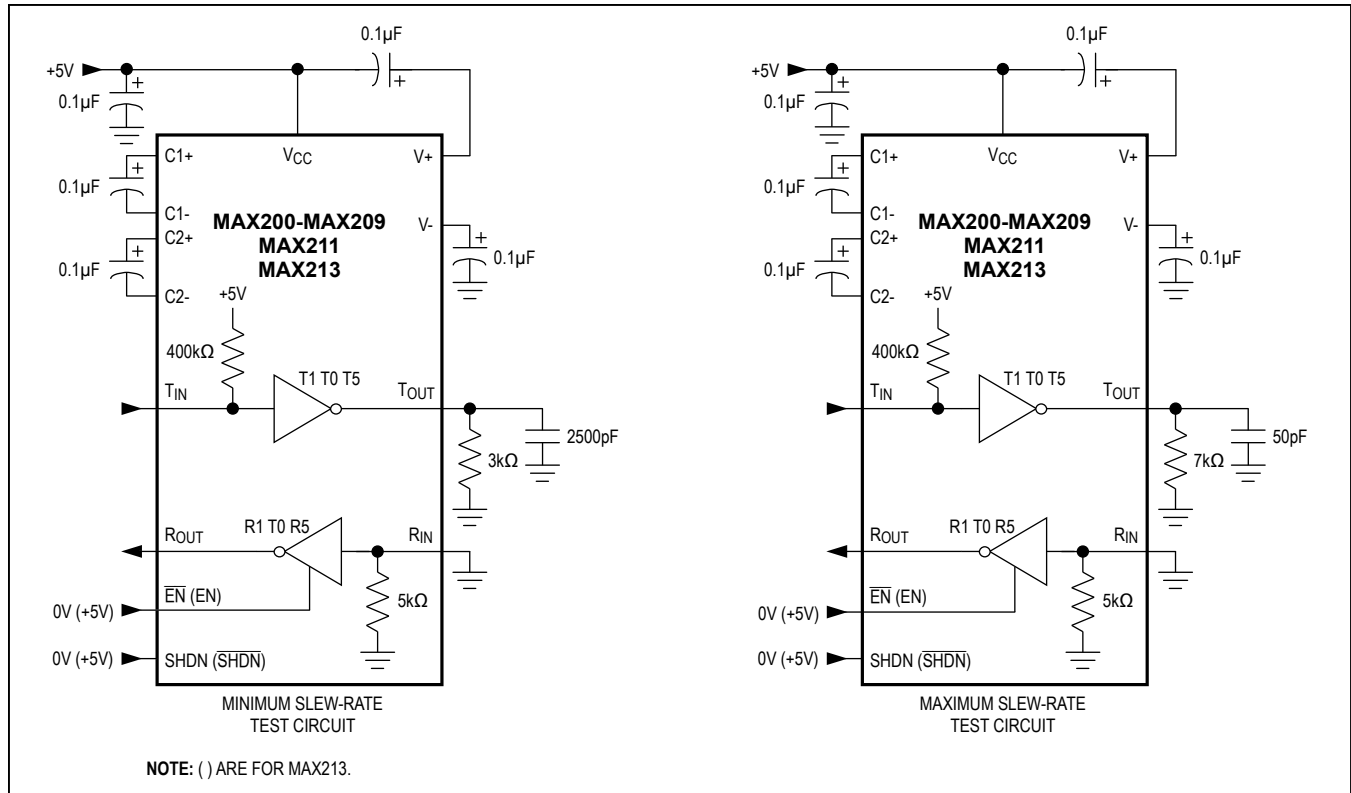 0.1µF
+5V
0.1µF
C1+
VCC
V+
0.1µF
C1-
MAX200-MAX209
MAX211
MAX213
V-
C2+
0.1µF
0.1µF
C2-
+5V
400kΩ
T1 T0 T5
TIN
TOUT
2500pF
3kΩ
ROUT
R1 T0 R5
RIN
EN (EN)
0V (+5V)
5kΩ
0V (+5V)
SHDN (SHDN)
MINIMUM SLEW-RATE
TEST CIRCUIT
0.1µF
+5V
0.1µF
C1+
VCC
V+
0.1µF
C1-
MAX200-MAX209
MAX211
MAX213
V-
C2+
0.1µF
0.1µF
C2-
+5V
400kΩ
T1 T0 T5
TIN
TOUT
50pF
7kΩ
ROUT
R1 T0 R5
RIN
EN (EN)
0V (+5V)
5kΩ
0V (+5V)
SHDN (SHDN)
MAXIMUM SLEW-RATE
TEST CIRCUIT
NOTE: ( ) ARE FOR MAX213.